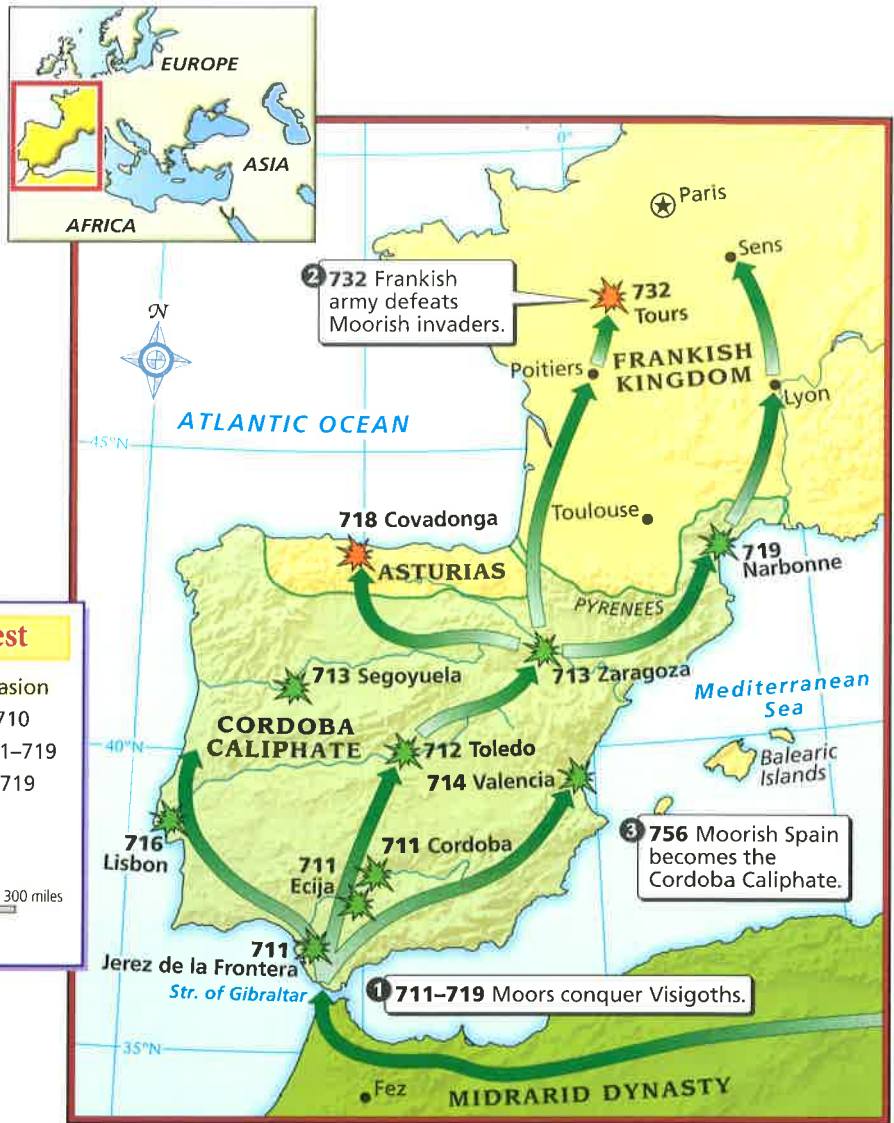 EUROPE
ASIA
AFRICA
0°
Paris
Sens
2 732 Frankish
army defeats
Moorish invaders.
732
Tours
N
Poitiers
FRANKISH
KINGDOM
Lyon
ATLANTIC OCEAN
45°N
Toulouse
718 Covadonga
ASTURIAS
719
Narbonne
PYRENEES
est
asion
710
1–719
719
300 miles
713 Segoyuela
713 Zaragoza
Mediterranean
Sea
CORDOBA
CALIPHATE
40°N
712 Toledo
714 Valencia
Balearic
Islands
716
Lisbon
711 Cordoba
711
Ecija
3 756 Moorish Spain
becomes the
Cordoba Caliphate.
711
Jerez de la Frontera
Str. of Gibraltar
1 711–719 Moors conquer Visigoths.
35°N
Fez
MIDRARID DYNASTY